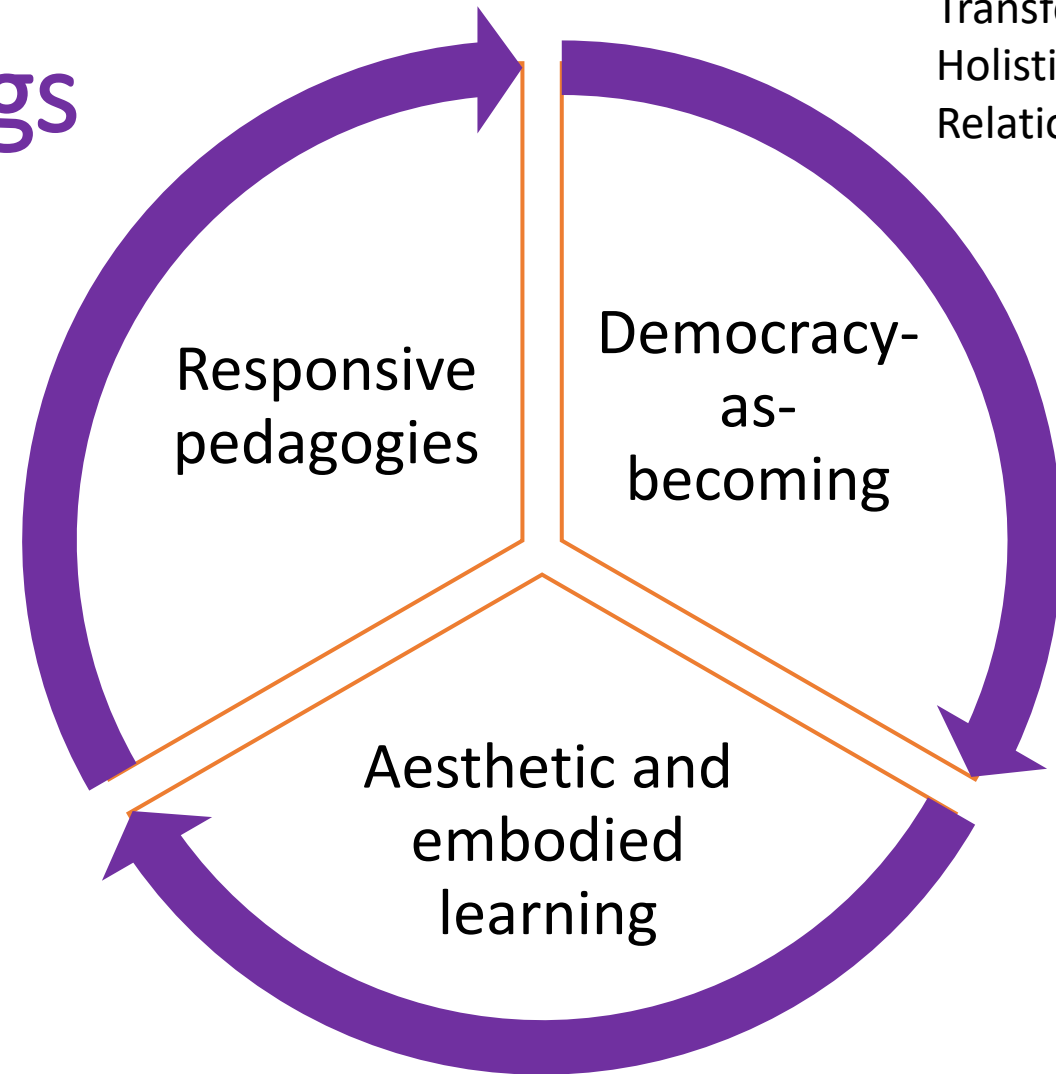 gs
Responsive
pedagogies
Democracy-
as-
becoming
Aesthetic and
embodied
learning